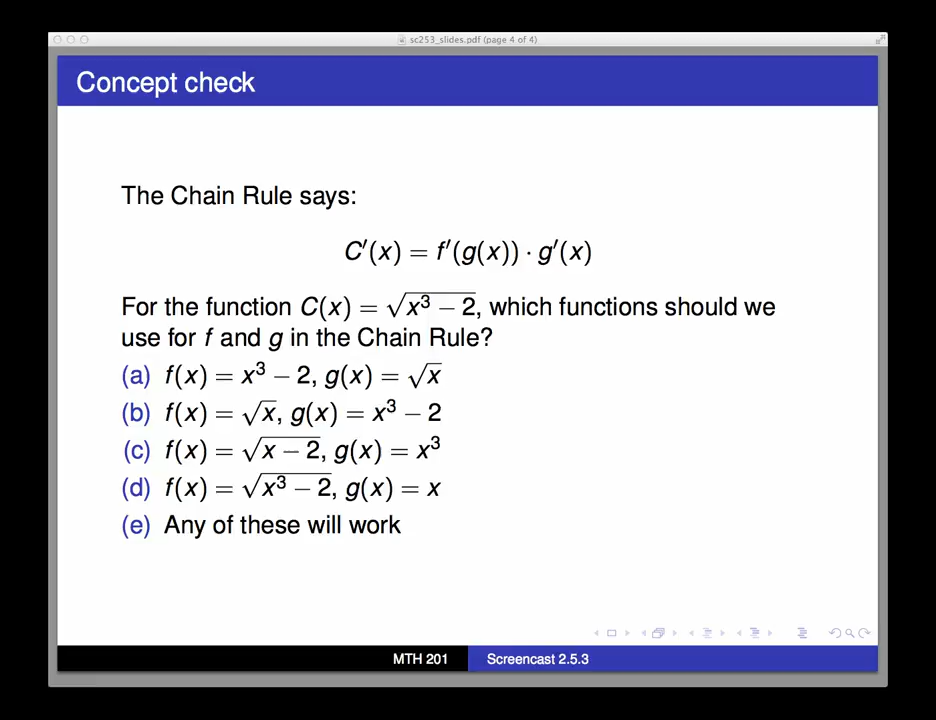 sc253_slides.pdf (page 4 of 4)
Concept check
The Chain Rule says:
C′(x) = f′(g(x)) · g′(x)
For the function C(x) = √(x³ − 2), which functions should we
use for f and g in the Chain Rule?
(a) f(x) = x³ − 2, g(x) = √x
(b) f(x) = √x, g(x) = x³ − 2
(c) f(x) = √(x − 2), g(x) = x³
(d) f(x) = √(x³ − 2), g(x) = x
(e) Any of these will work
MTH 201 Screencast 2.5.3